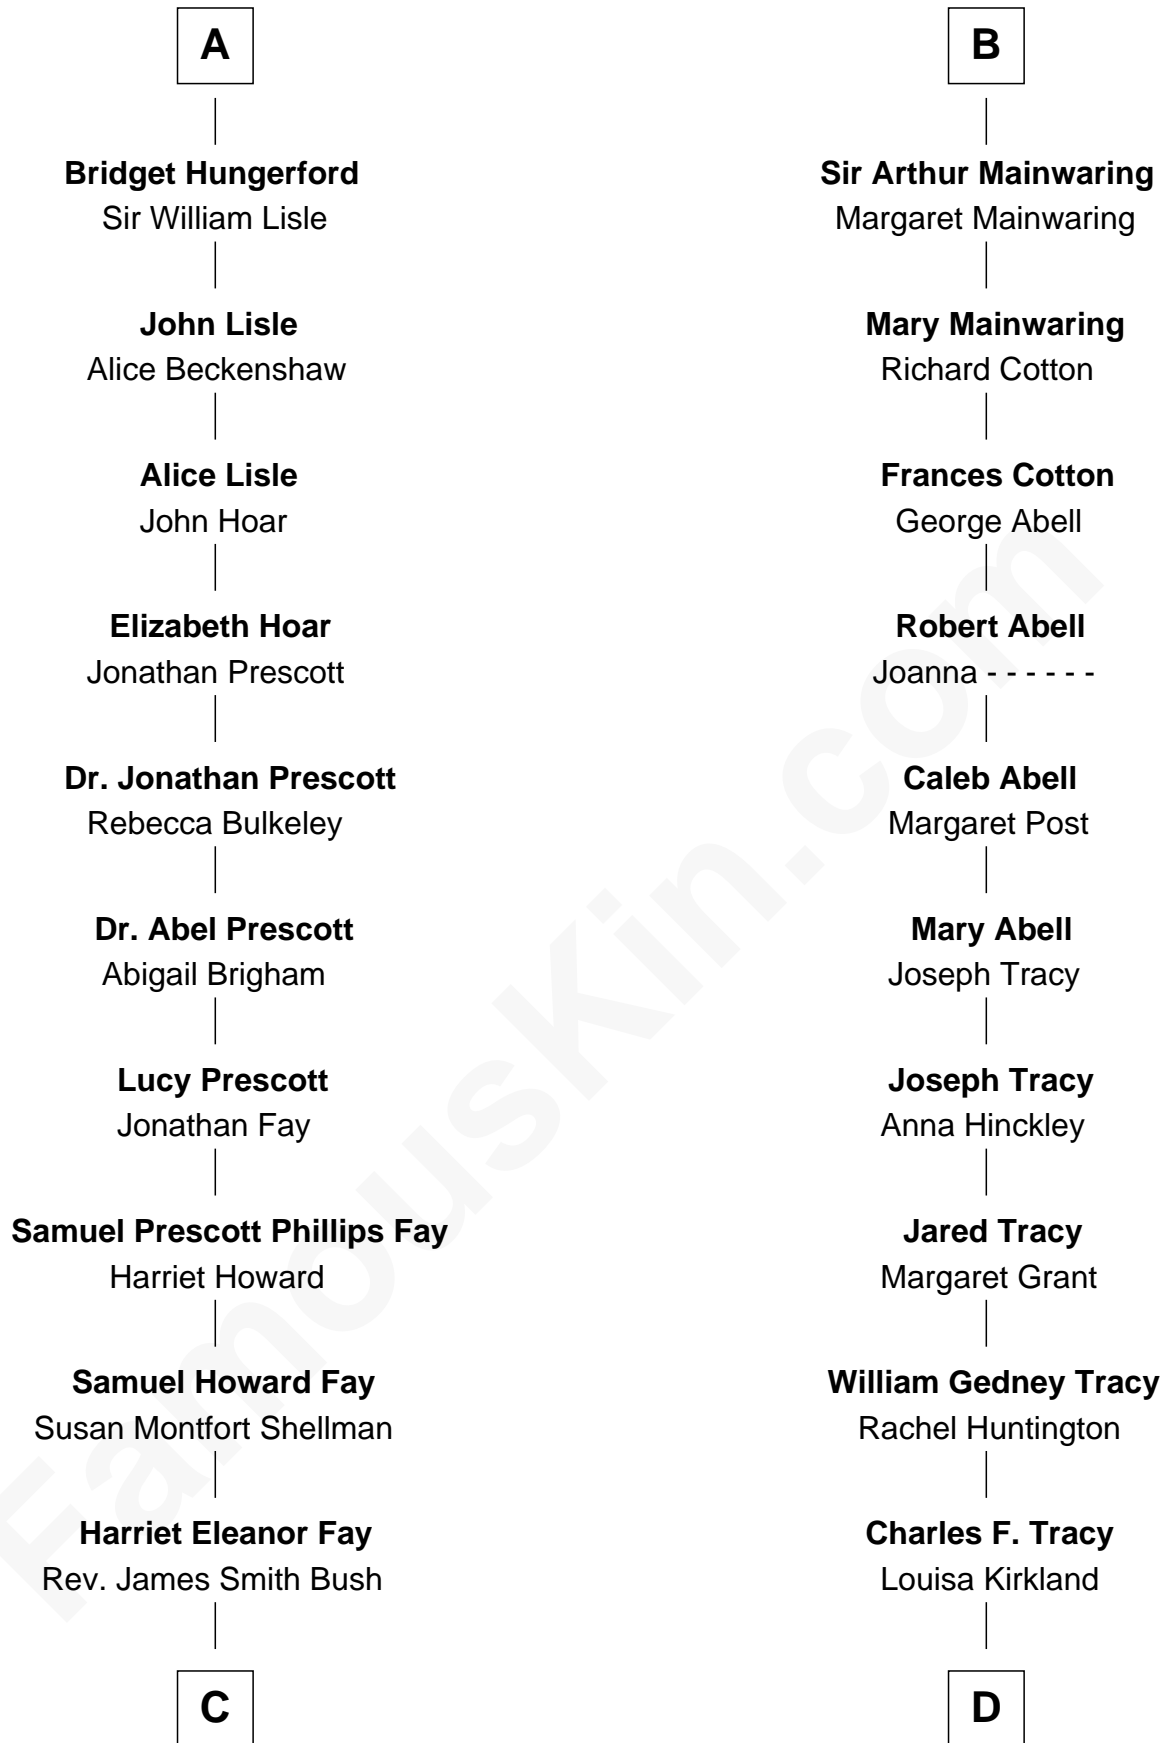 A
Bridget Hungerford
Sir William Lisle
John Lisle
Alice Beckenshaw
Alice Lisle
John Hoar
Elizabeth Hoar
Jonathan Prescott
Dr. Jonathan Prescott
Rebecca Bulkeley
Dr. Abel Prescott
Abigail Brigham
Lucy Prescott
Jonathan Fay
Samuel Prescott Phillips Fay
Harriet Howard
Samuel Howard Fay
Susan Montfort Shellman
Harriet Eleanor Fay
Rev. James Smith Bush
C
B
Sir Arthur Mainwaring
Margaret Mainwaring
Mary Mainwaring
Richard Cotton
Frances Cotton
George Abell
Robert Abell
Joanna - - - - - -
Caleb Abell
Margaret Post
Mary Abell
Joseph Tracy
Joseph Tracy
Anna Hinckley
Jared Tracy
Margaret Grant
William Gedney Tracy
Rachel Huntington
Charles F. Tracy
Louisa Kirkland
D
FamousKin.com